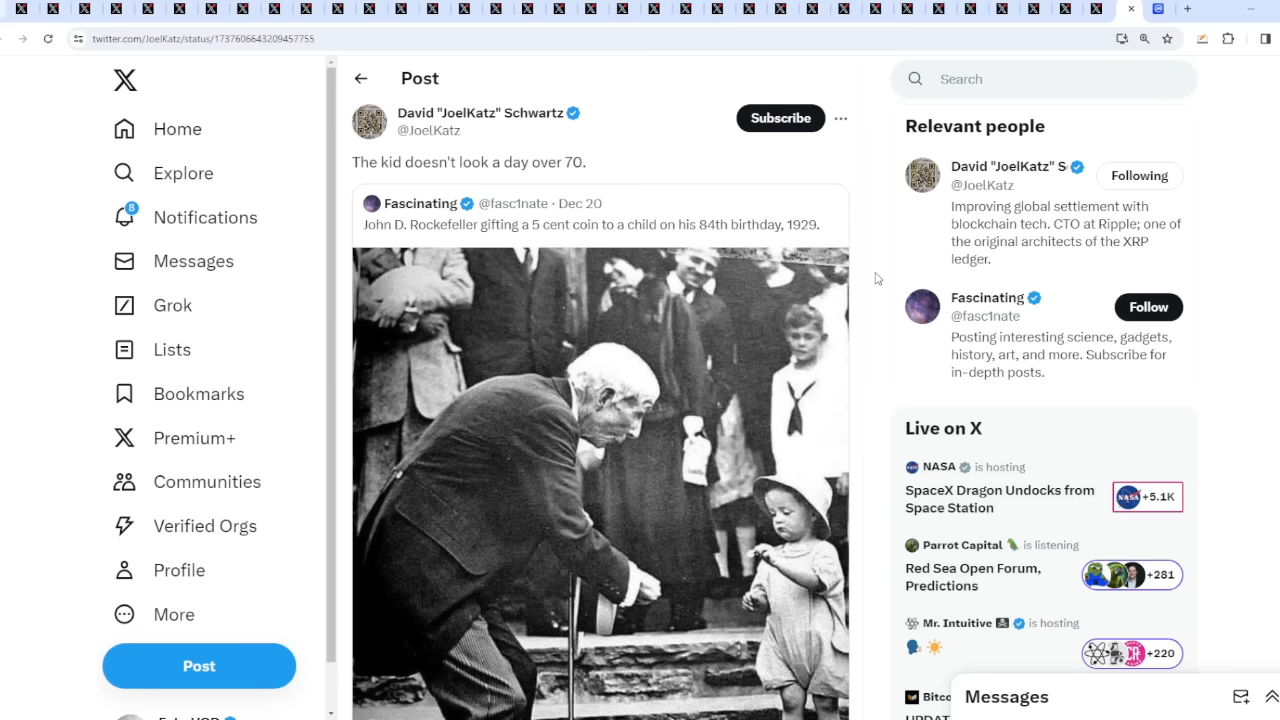 twitter.com/JoelKatz/status/1737606643209457755
Home
Explore
8
Notifications
Messages
Grok
Lists
Bookmarks
Premium+
Communities
Verified Orgs
Profile
More
Post
Post
David "JoelKatz" Schwartz
@JoelKatz
Subscribe
The kid doesn't look a day over 70.
Fascinating @fasc1nate · Dec 20
John D. Rockefeller gifting a 5 cent coin to a child on his 84th birthday, 1929.
Search
Relevant people
David "JoelKatz" S
@JoelKatz
Following
Improving global settlement with
blockchain tech. CTO at Ripple; one of
the original architects of the XRP
ledger.
Fascinating
@fasc1nate
Follow
Posting interesting science, gadgets,
history, art, and more. Subscribe for
in-depth posts.
Live on X
NASA is hosting
SpaceX Dragon Undocks from
Space Station
NASA
+5.1K
Parrot Capital is listening
Red Sea Open Forum,
Predictions
+281
Mr. Intuitive is hosting
CR
+220
Bitco
Messages